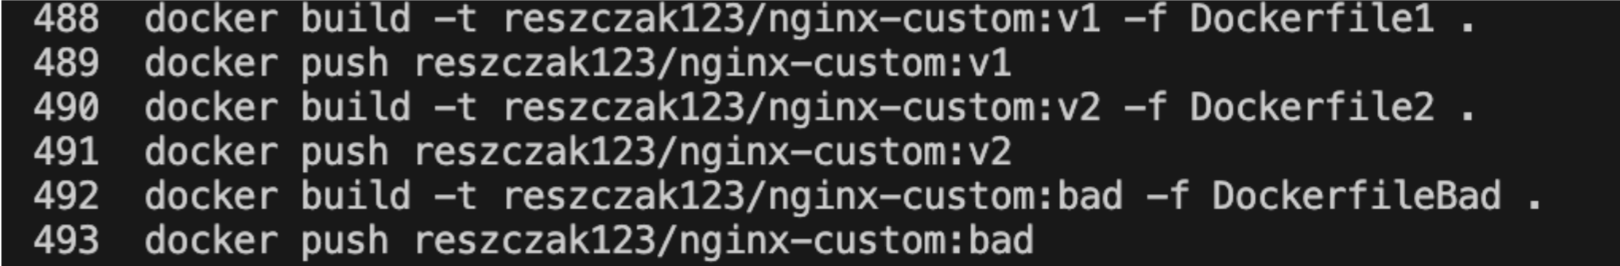 488 docker build -t reszczak123/nginx-custom:v1 -f Dockerfile1 .
489 docker push reszczak123/nginx-custom:v1
490 docker build -t reszczak123/nginx-custom:v2 -f Dockerfile2 .
491 docker push reszczak123/nginx-custom:v2
492 docker build -t reszczak123/nginx-custom:bad -f DockerfileBad .
493 docker push reszczak123/nginx-custom:bad